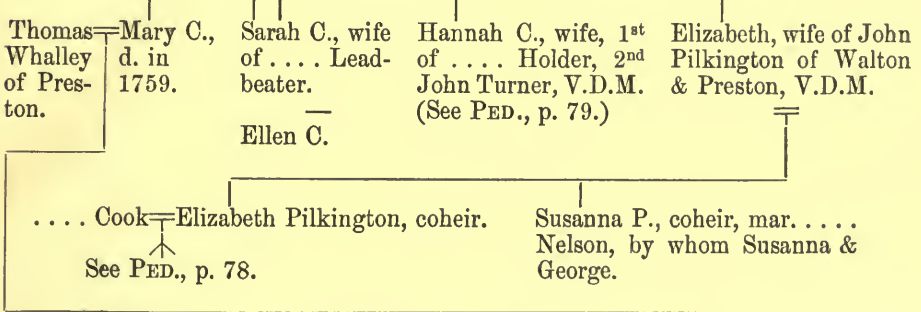 Thomas Whalley of Preston.
Mary C., d. in 1759.
Sarah C., wife
of . . . . Lead-
beater.
Ellen C.
Hannah C., wife, 1st
of . . . . Holder, 2nd
John Turner, V.D.M.
(See PED., p. 79.)
Elizabeth, wife of John
Pilkington of Walton
& Preston, V.D.M.
. . . . Cook
Elizabeth Pilkington, coheir.
See PED., p. 78.
Susanna P., coheir, mar. . . . .
Nelson, by whom Susanna &
George.